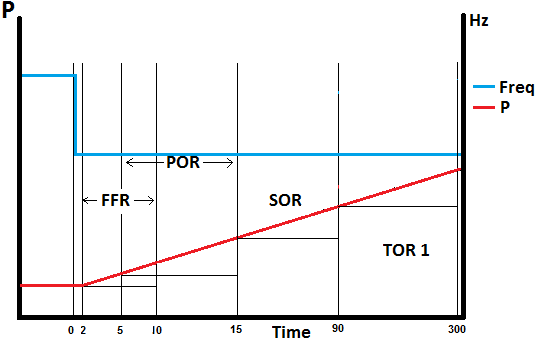 P
Hz
Freq
P
POR
FFR
SOR
TOR 1
0 2 5 10 15 90 300
Time